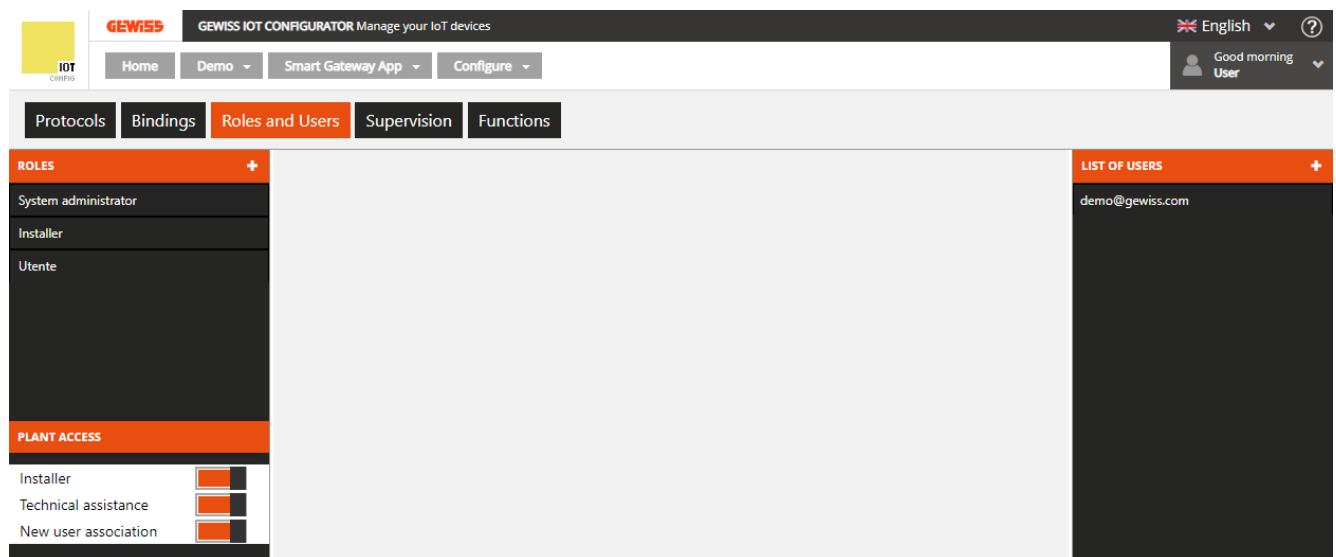 GEWISS GEWISS IOT CONFIGURATOR Manage your IoT devices English ?
IOT
CONFIG
Home Demo Smart Gateway App Configure
Good morning
User
Protocols Bindings Roles and Users Supervision Functions
ROLES +
System administrator
Installer
Utente
PLANT ACCESS
Installer
Technical assistance
New user association
LIST OF USERS +
demo@gewiss.com